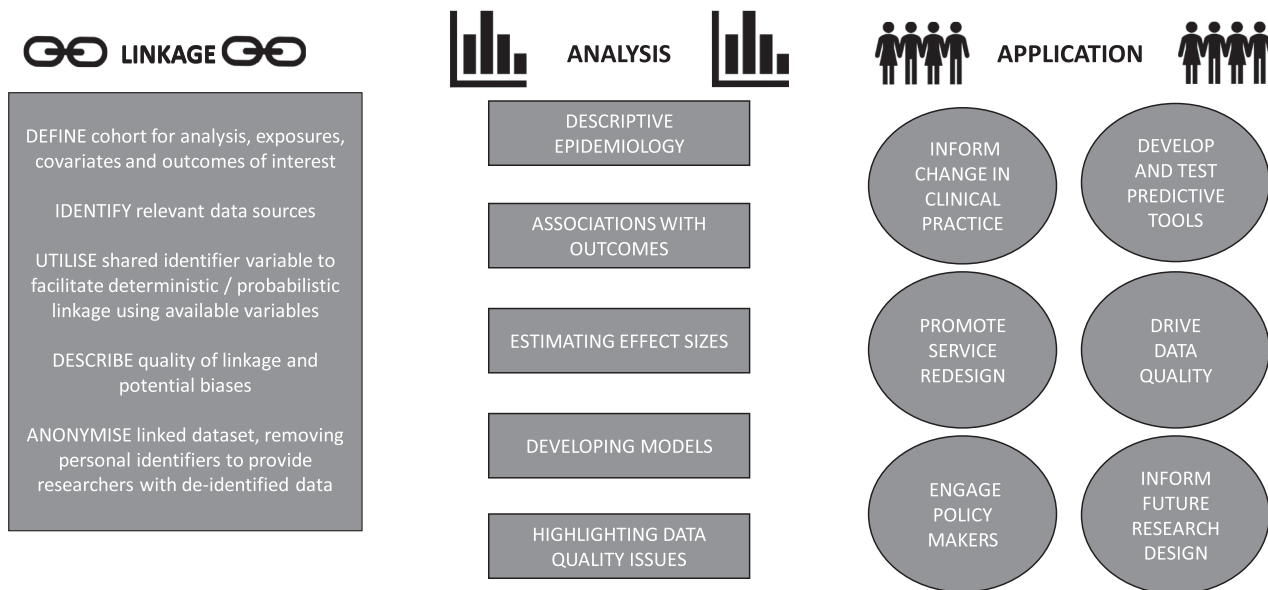 LINKAGE
DEFINE cohort for analysis, exposures,
covariates and outcomes of interest
IDENTIFY relevant data sources
UTILISE shared identifier variable to
facilitate deterministic / probabilistic
linkage using available variables
DESCRIBE quality of linkage and
potential biases
ANONYMISE linked dataset, removing
personal identifiers to provide
researchers with de-identified data
ANALYSIS
DESCRIPTIVE
EPIDEMIOLOGY
ASSOCIATIONS WITH
OUTCOMES
ESTIMATING EFFECT SIZES
DEVELOPING MODELS
HIGHLIGHTING DATA
QUALITY ISSUES
APPLICATION
INFORM
CHANGE IN
CLINICAL
PRACTICE
DEVELOP
AND TEST
PREDICTIVE
TOOLS
PROMOTE
SERVICE
REDESIGN
DRIVE
DATA
QUALITY
ENGAGE
POLICY
MAKERS
INFORM
FUTURE
RESEARCH
DESIGN